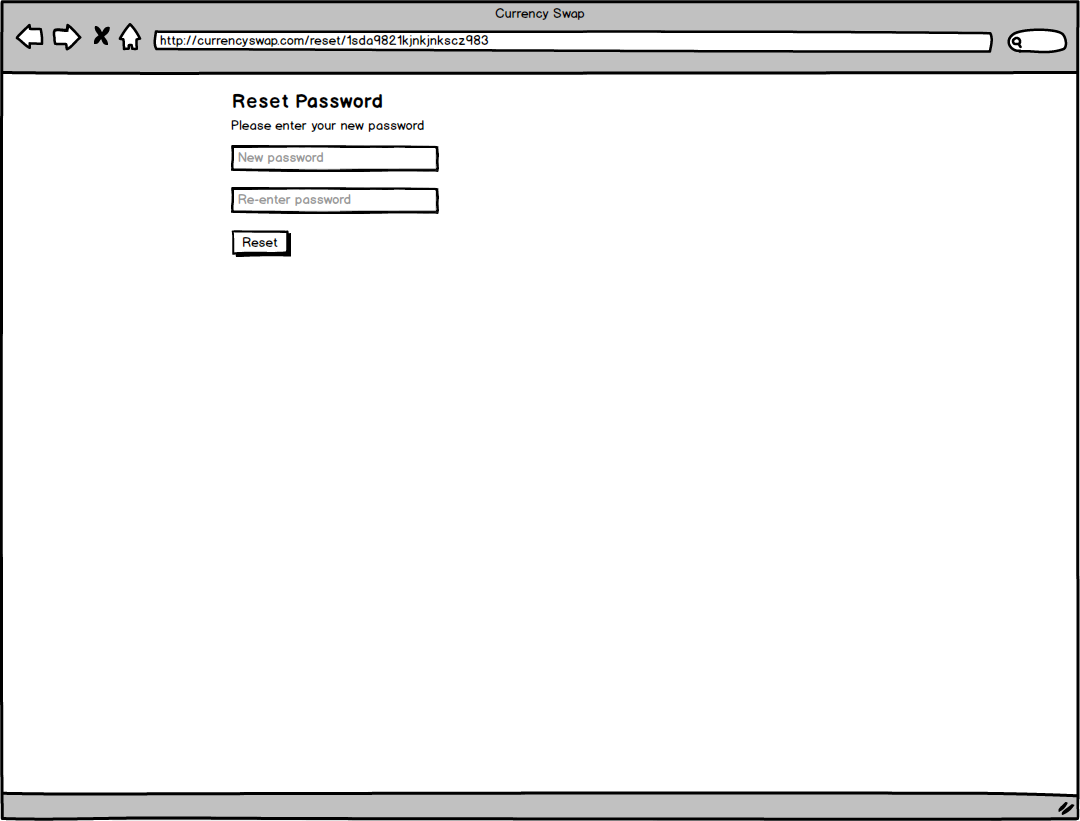 Currency Swap
http://currencyswap.com/reset/1sda9821kjnkjnkscz983
Reset Password
Please enter your new password
New password
Re-enter password
Reset